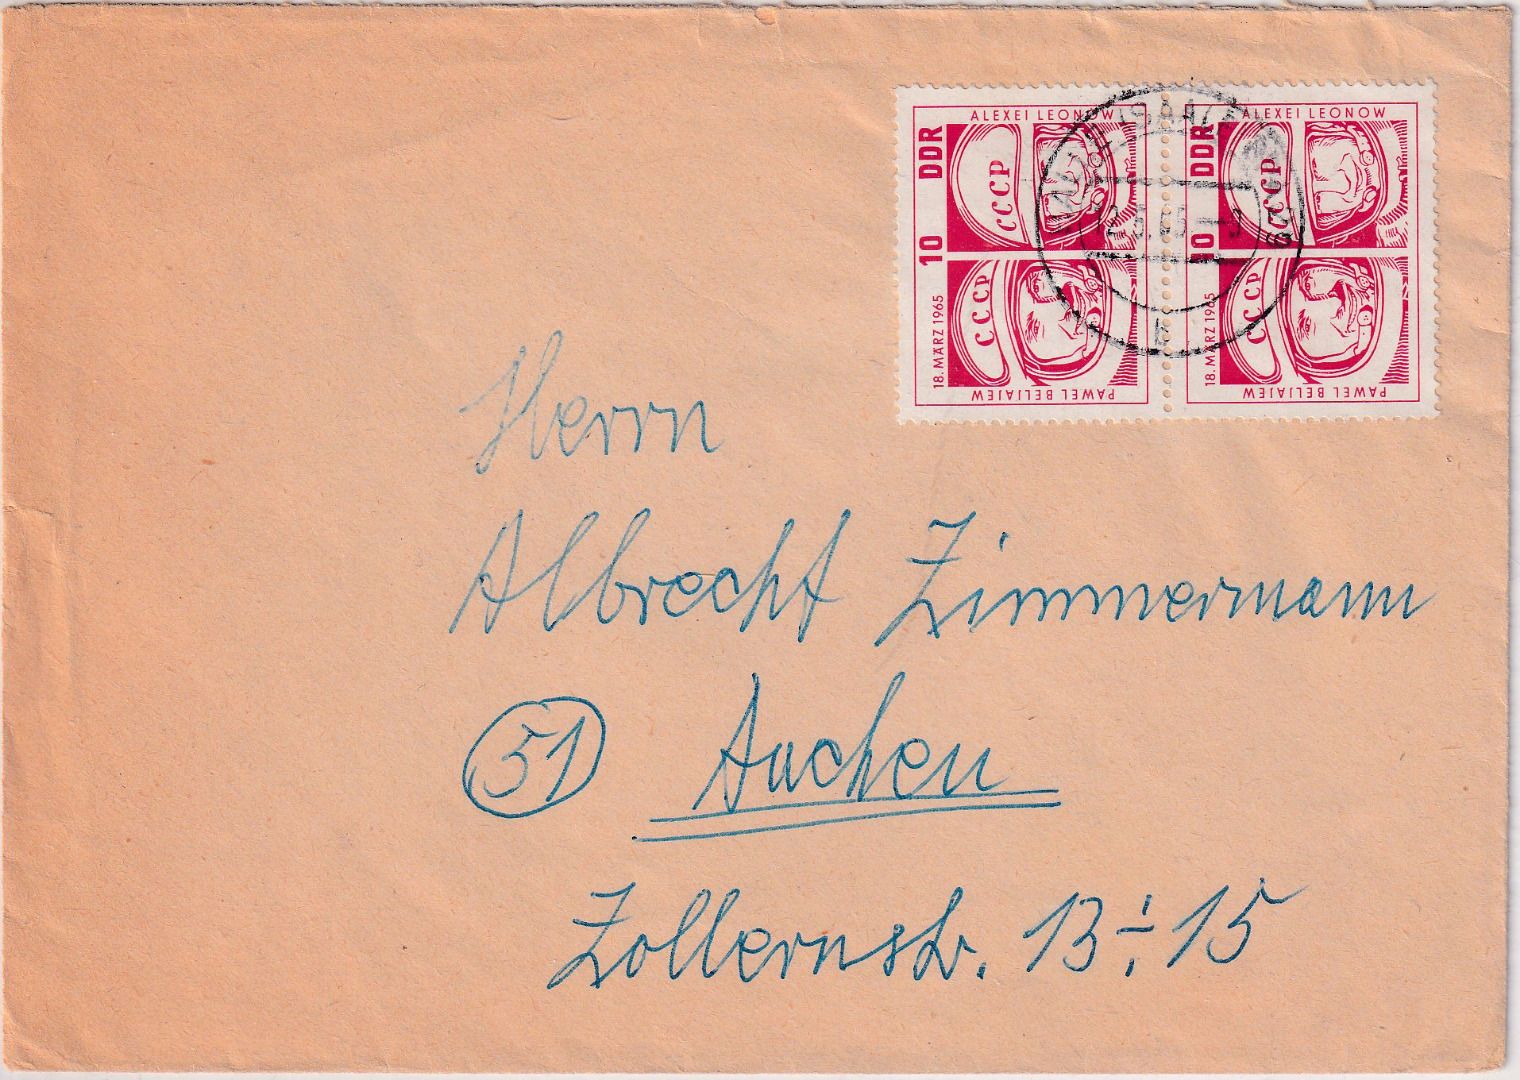 ALEXEI LEONOW
DDR
CCCP
10
CCCP
18. MÄRZ 1965
PAWEL BELJAJEW
ALEXEI LEONOW
DDR
CCCP
10
CCCP
18. MÄRZ 1965
PAWEL BELJAJEW
Herrn
Albrecht Zimmermann
51 Aachen
Zollernstr. 13÷15